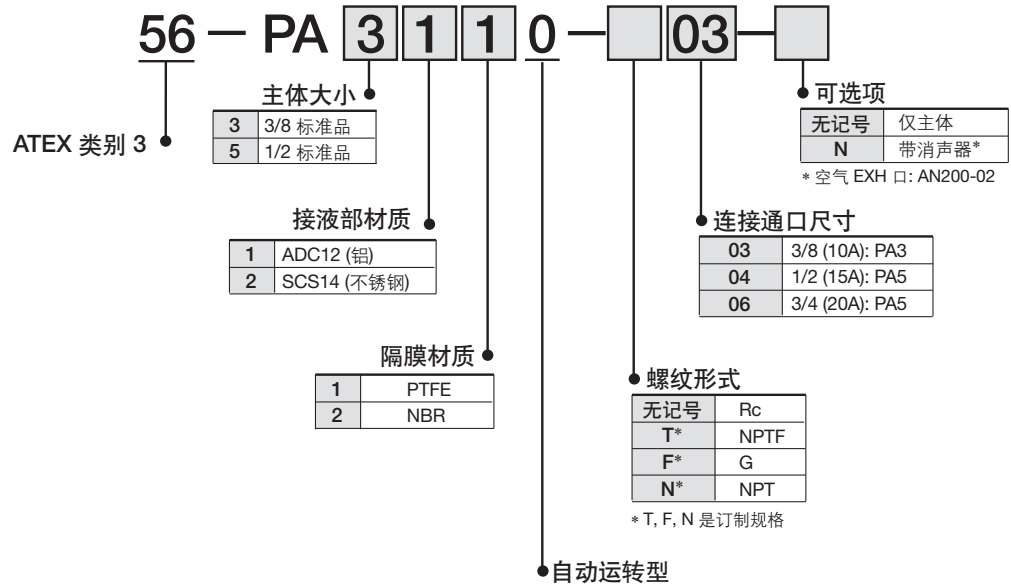 56 — PA 3 1 1 0 — 03 —
主体大小
3 3/8 标准品
5 1/2 标准品
ATEX 类别 3
可选项
无记号 仅主体
N 带消声器*
* 空气 EXH 口: AN200-02
接液部材质
1 ADC12 (铝)
2 SCS14 (不锈钢)
连接通口尺寸
03 3/8 (10A): PA3
04 1/2 (15A): PA5
06 3/4 (20A): PA5
隔膜材质
1 PTFE
2 NBR
螺纹形式
无记号 Rc
T* NPTF
F* G
N* NPT
* T, F, N 是订制规格
自动运转型